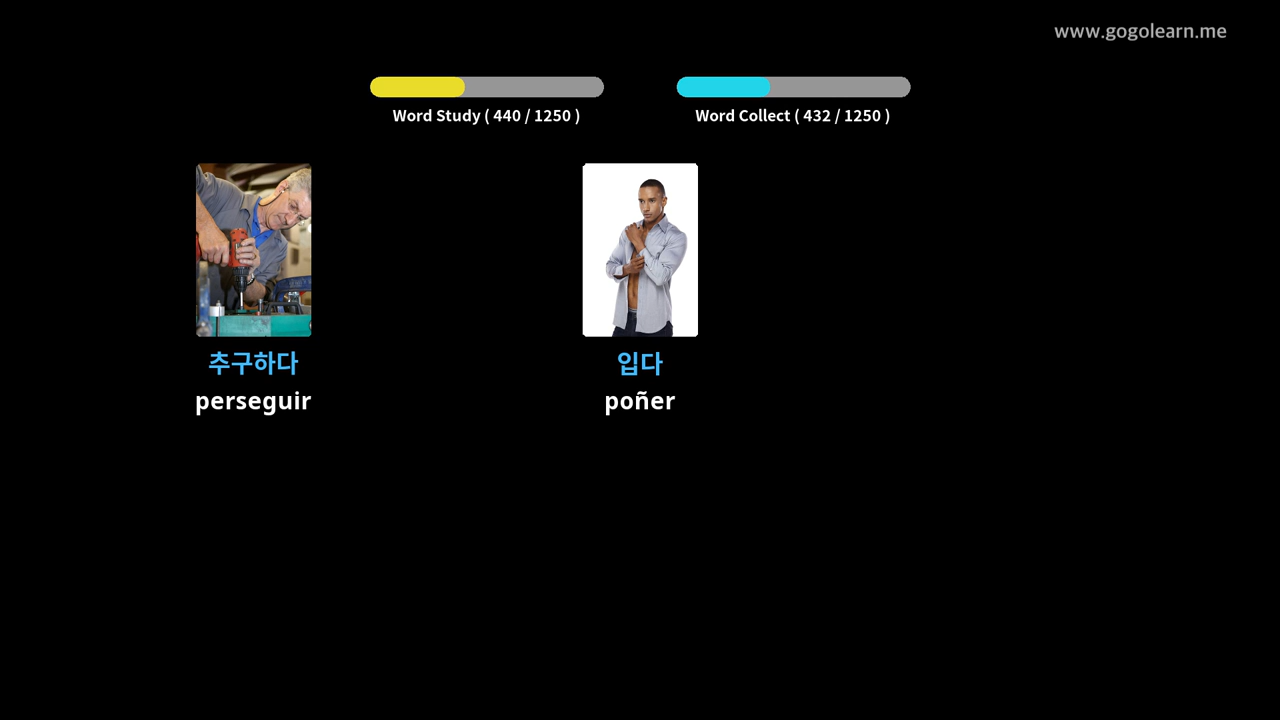 www.gogolearn.me
Word Study ( 440 / 1250 )
Word Collect ( 432 / 1250 )
추구하다
perseguir
입다
poñer